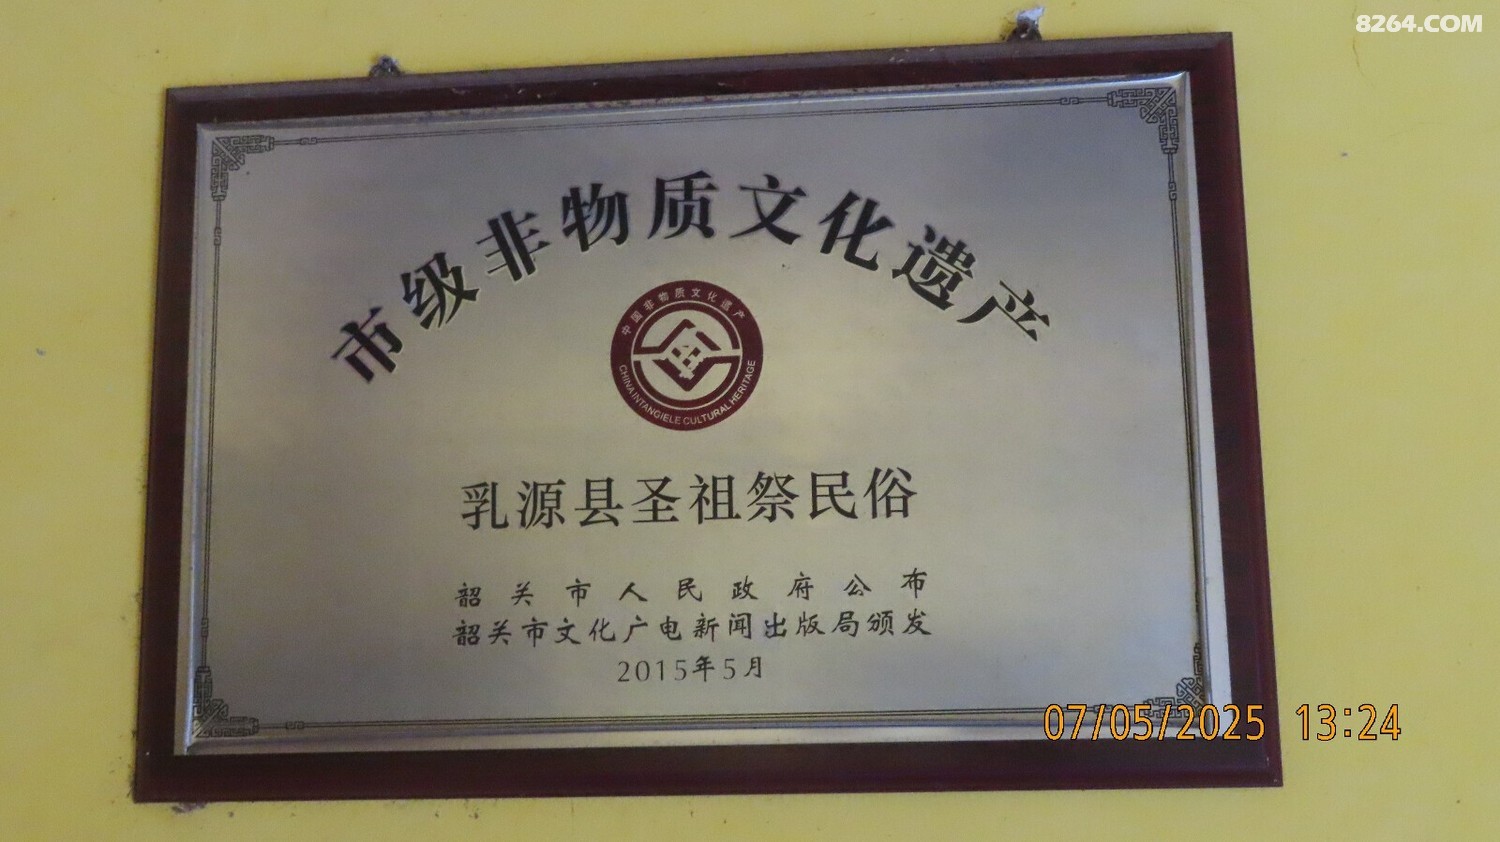 8264.COM
市级非物质文化遗产
中国非物质文化遗产
CHINA INTANGIELE CULTURAL HERITAGE
乳源县圣祖祭民俗
韶关市人民政府公布
韶关市文化广电新闻出版局颁发
2015年5月
07/05/2025 13:24